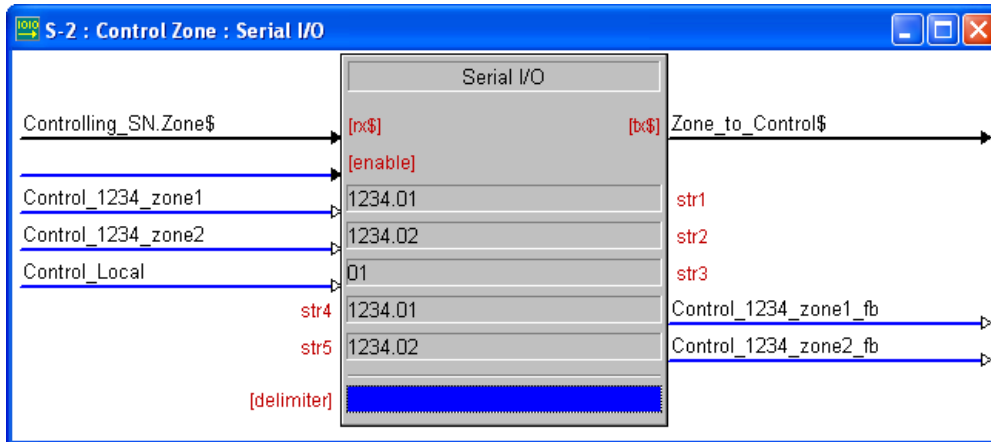 S-2 : Control Zone : Serial I/O
Serial I/O
Controlling_SN.Zone$ [rx$] [tx$] Zone_to_Control$
[enable]
Control_1234_zone1 1234.01 str1
Control_1234_zone2 1234.02 str2
Control_Local 01 str3
str4 1234.01 Control_1234_zone1_fb
str5 1234.02 Control_1234_zone2_fb
[delimiter]